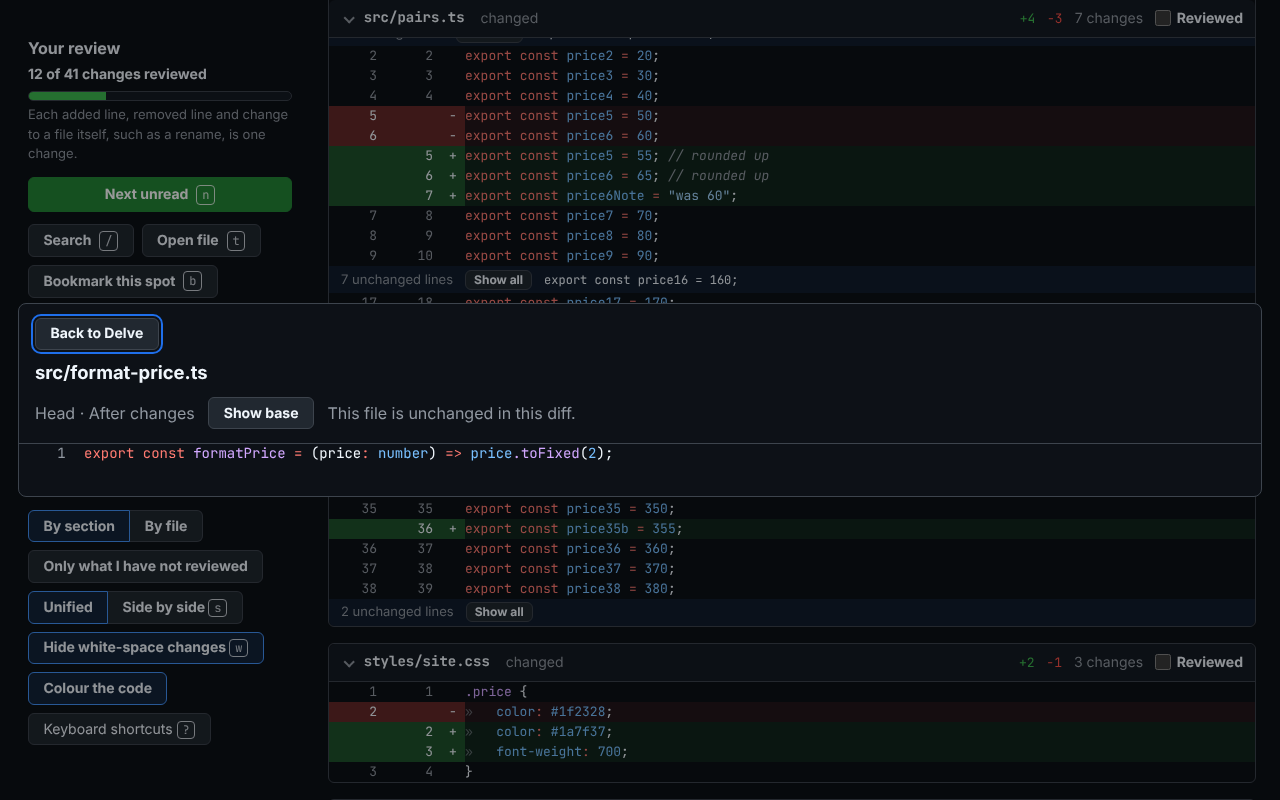 Your review
12 of 41 changes reviewed
Each added line, removed line and change
to a file itself, such as a rename, is one
change.
Next unread n
Search /
Open file t
Bookmark this spot b
src/pairs.ts changed +4 -3 7 changes Reviewed
2 2 export const price2 = 20;
3 3 export const price3 = 30;
4 4 export const price4 = 40;
5 - export const price5 = 50;
6 - export const price6 = 60;
5 + export const price5 = 55; // rounded up
6 + export const price6 = 65; // rounded up
7 + export const price6Note = "was 60";
7 8 export const price7 = 70;
8 9 export const price8 = 80;
9 10 export const price9 = 90;
7 unchanged lines Show all export const price16 = 160;
17 18 export const price17 = 170;
Back to Delve
src/format-price.ts
Head · After changes Show base This file is unchanged in this diff.
1 export const formatPrice = (price: number) => price.toFixed(2);
By section By file
Only what I have not reviewed
Unified Side by side s
Hide white-space changes w
Colour the code
Keyboard shortcuts ?
35 35 export const price35 = 350;
36 + export const price35b = 355;
36 37 export const price36 = 360;
37 38 export const price37 = 370;
38 39 export const price38 = 380;
2 unchanged lines Show all
styles/site.css changed +2 -1 3 changes Reviewed
1 1 .price {
2 - » color: #1f2328;
2 + » color: #1a7f37;
3 + » font-weight: 700;
3 4 }